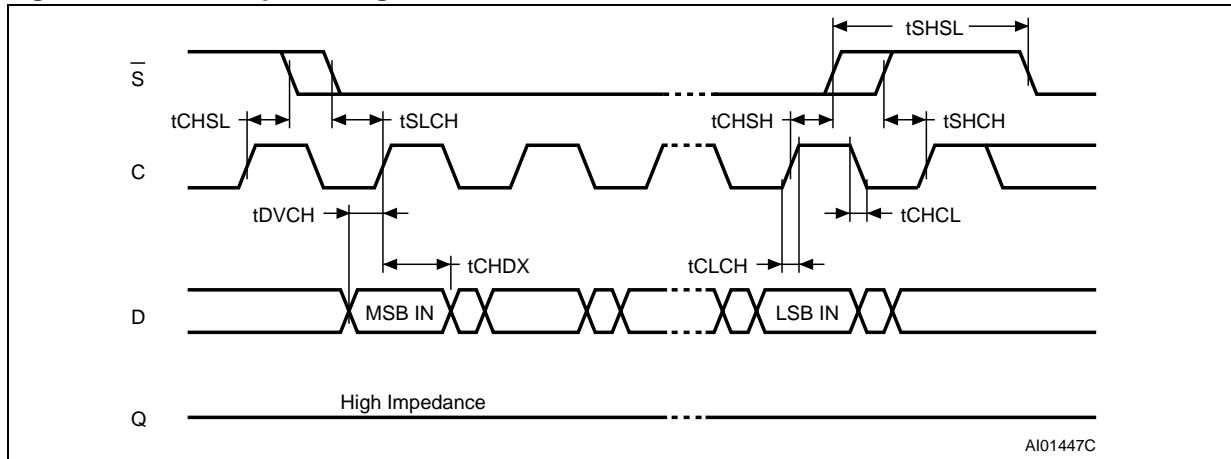 tSHSL
S
tCHSL
tSLCH
tCHSH
tSHCH
C
tDVCH
tCHCL
tCHDX
tCLCH
D
MSB IN
LSB IN
High Impedance
Q
AI01447C